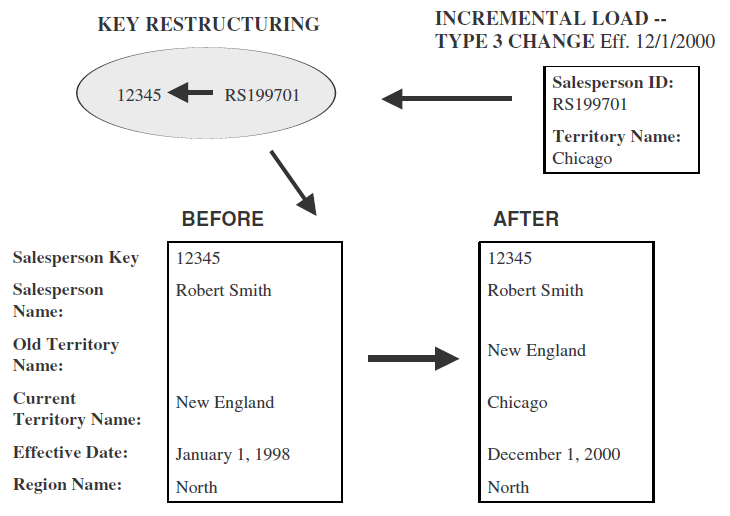 KEY RESTRUCTURING
INCREMENTAL LOAD --
TYPE 3 CHANGE Eff. 12/1/2000
12345
RS199701
Salesperson ID:
RS199701
Territory Name:
Chicago
BEFORE
AFTER
Salesperson Key
12345
12345
Salesperson
Name:
Robert Smith
Robert Smith
Old Territory
Name:
New England
Current
Territory Name:
New England
Chicago
Effective Date:
January 1, 1998
December 1, 2000
Region Name:
North
North